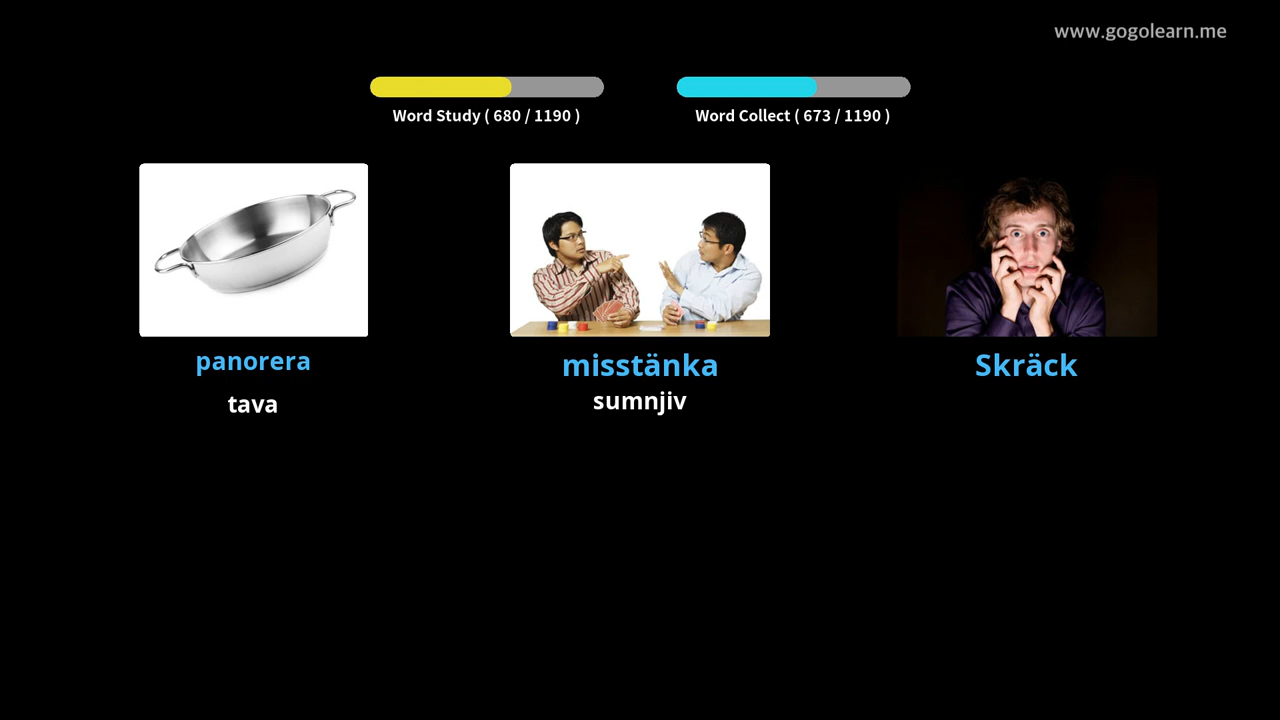 www.gogolearn.me
Word Study ( 680 / 1190 )
Word Collect ( 673 / 1190 )
panorera
tava
misstänka
sumnjiv
Skräck